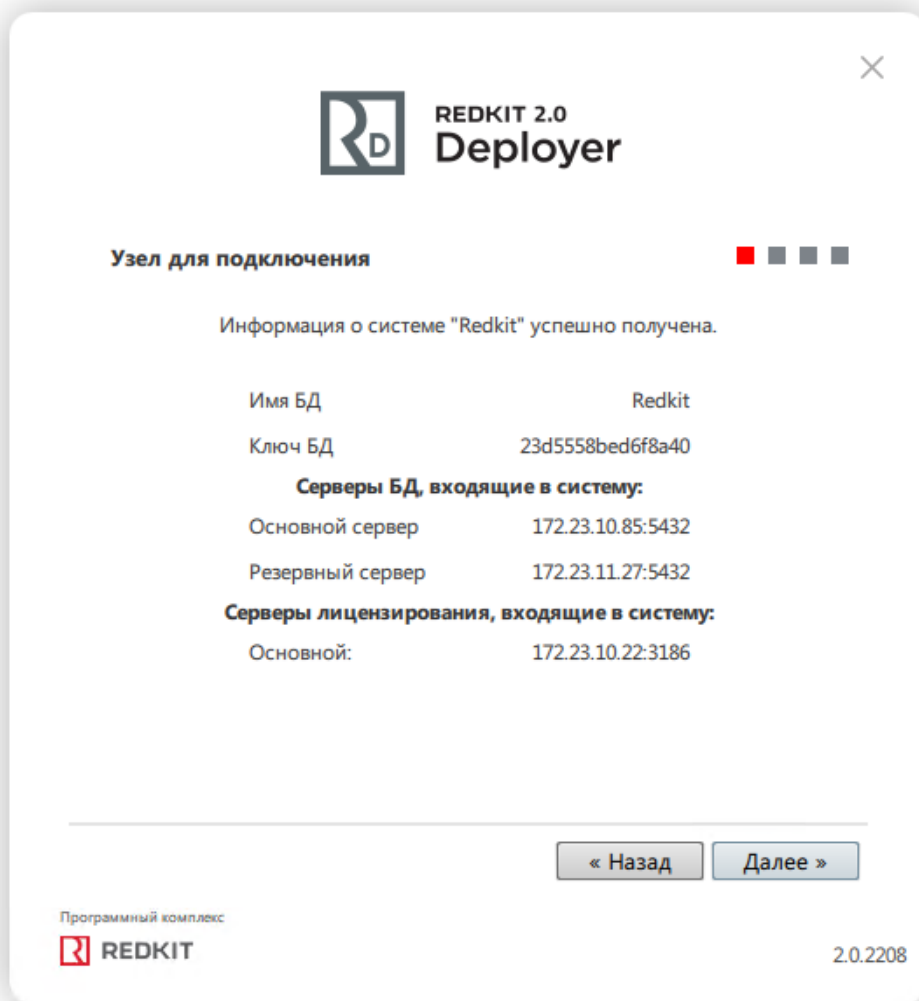 RD
REDKIT 2.0
Deployer
Узел для подключения
Информация о системе "Redkit" успешно получена.
Имя БД Redkit
Ключ БД 23d5558bed6f8a40
Серверы БД, входящие в систему:
Основной сервер 172.23.10.85:5432
Резервный сервер 172.23.11.27:5432
Серверы лицензирования, входящие в систему:
Основной: 172.23.10.22:3186
« Назад Далее »
Программный комплекс
REDKIT
2.0.2208